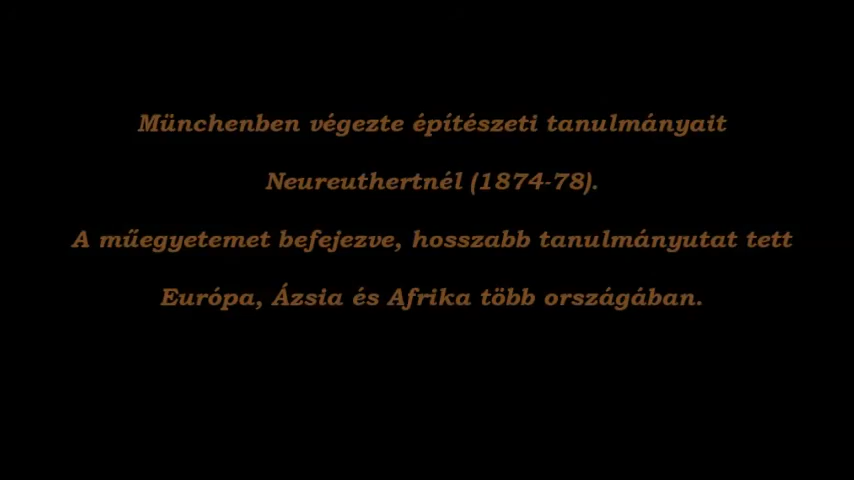 Münchenben végezte építészeti tanulmányait
Neureuthertnél (1874-78).
A műegyetemet befejezve, hosszabb tanulmányutat tett
Európa, Ázsia és Afrika több országában.